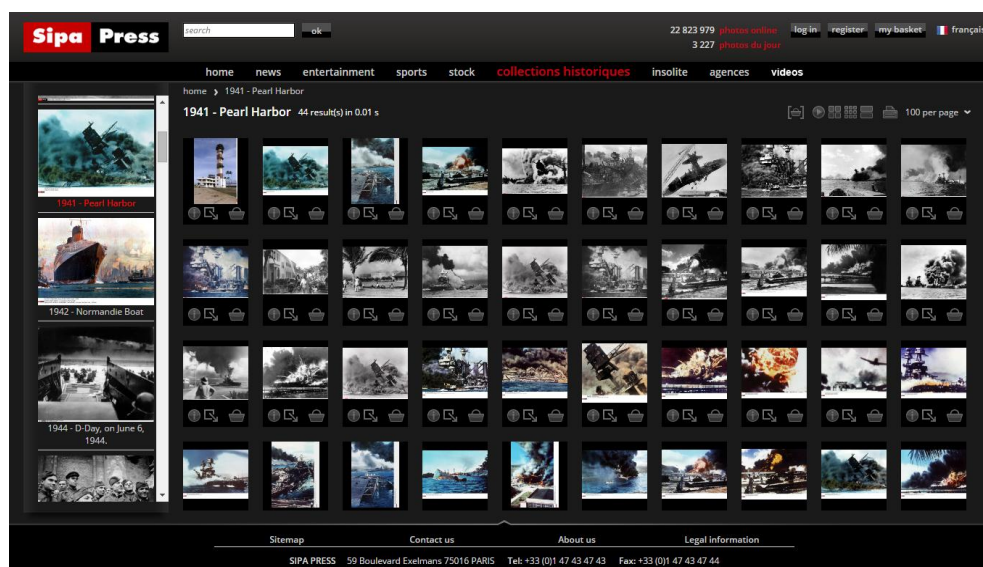 Sipa Press
search
ok
22 823 979 photos online
3 227 photos du jour
log in
register
my basket
français
home
news
entertainment
sports
stock
collections historiques
insolite
agences
videos
home › 1941 - Pearl Harbor
1941 - Pearl Harbor 44 result(s) in 0.01 s
100 per page
1941 - Pearl Harbor
1942 - Normandie Boat
1944 - D-Day, on June 6,
1944.
Sitemap
Contact us
About us
Legal information
SIPA PRESS 59 Boulevard Exelmans 75016 PARIS Tel: +33 (0)1 47 43 47 43 Fax: +33 (0)1 47 43 47 44